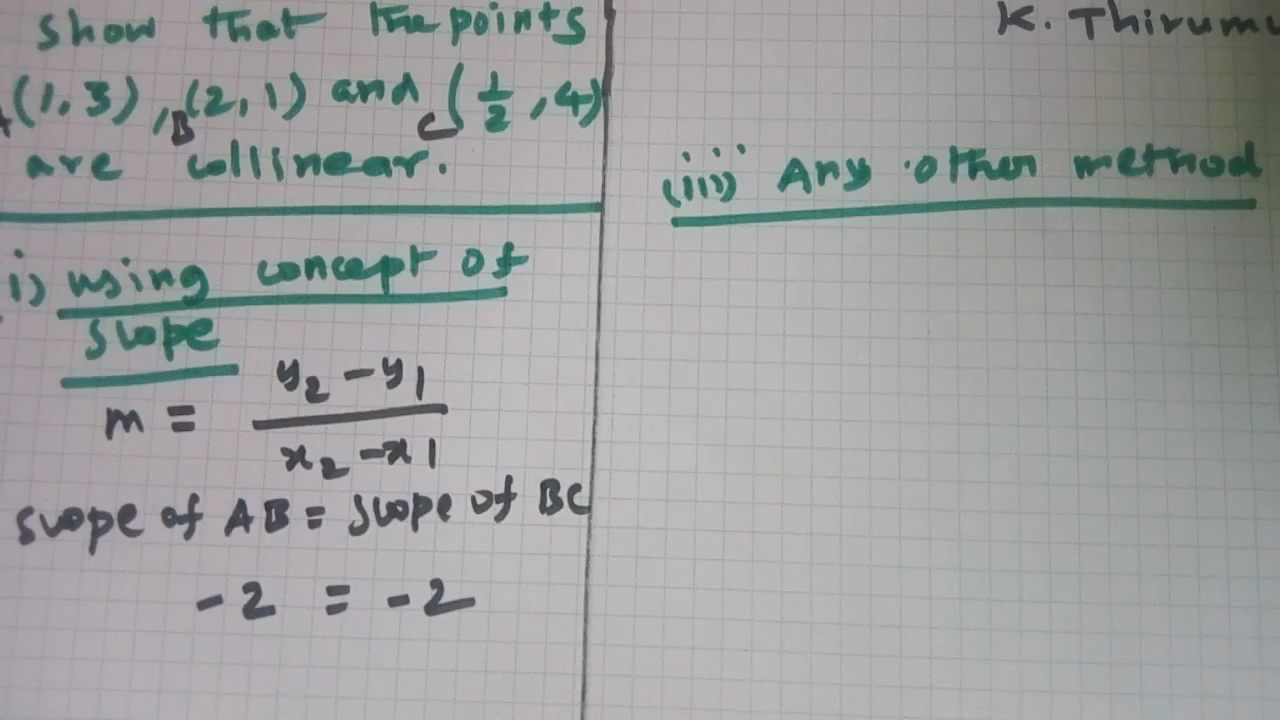 show that the points
(1, 3), B(2, 1) and C(1/2, 4)
are collinear.
i) using concept of
slope
m = y₂ - y₁ / x₂ - x₁
slope of AB = slope of BC
-2 = -2
K.
(iii) Any other method